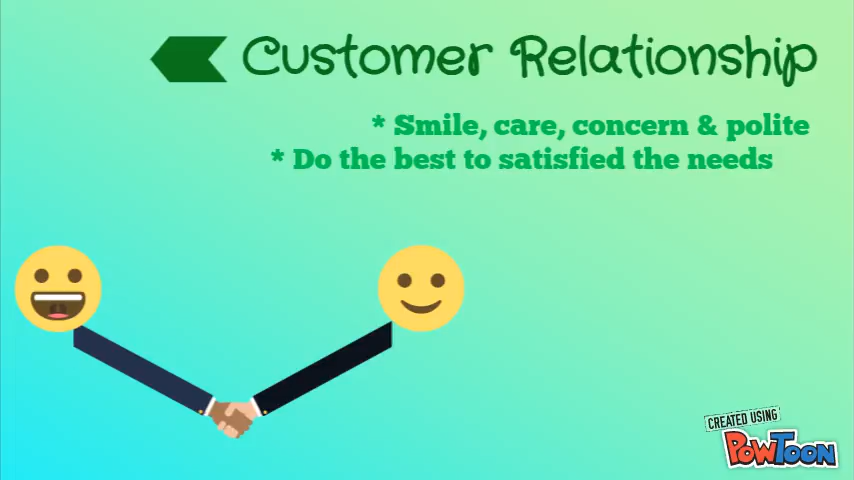 Customer Relationship
* Smile, care, concern & polite
* Do the best to satisfied the needs
CREATED USING
POWTOON